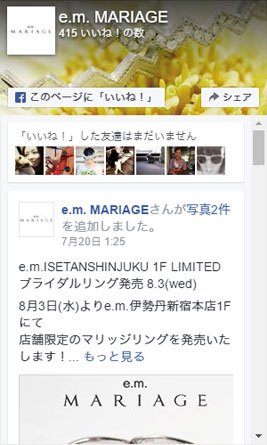 e.m.
MARIAGE
e.m. MARIAGE
415 いいね！の数
このページに「いいね！」
シェア
「いいね！」した友達はまだいません
e.m.
MARIAGE
e.m. MARIAGEさんが写真2件
を追加しました。
7月20日 1:25
e.m.ISETANSHINJUKU 1F LIMITED
ブライダルリング発売 8.3(wed)
8月3日(水)よりe.m.伊勢丹新宿本店1F
にて
店舗限定のマリッジリングを発売いた
します！... もっと見る
e.m.
MARIAGE